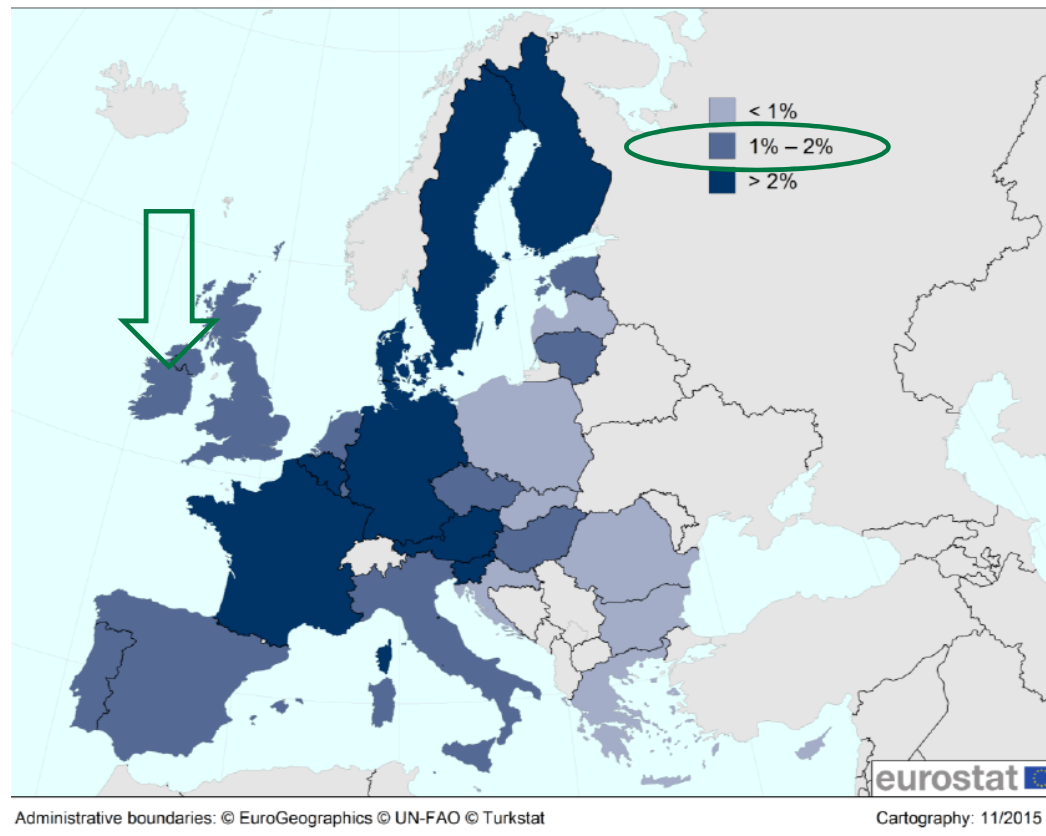 < 1%
1% – 2%
> 2%
eurostat
Administrative boundaries: © EuroGeographics © UN-FAO © Turkstat
Cartography: 11/2015